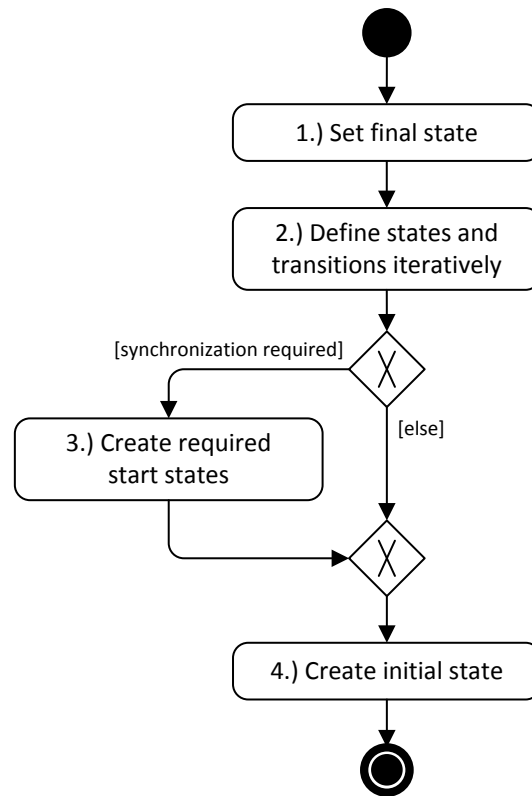 1.) Set final state
2.) Define states and
transitions iteratively
[synchronization required]
[else]
3.) Create required
start states
4.) Create initial state